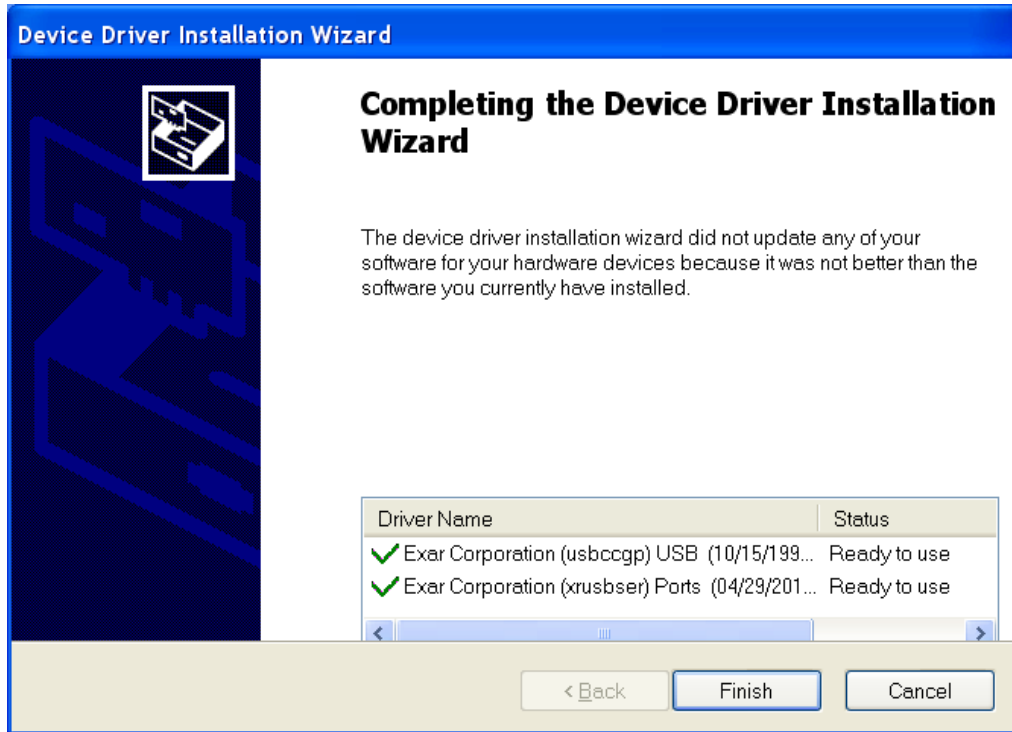 Device Driver Installation Wizard
Completing the Device Driver Installation
Wizard
The device driver installation wizard did not update any of your
software for your hardware devices because it was not better than the
software you currently have installed.
Driver Name Status
Exar Corporation (usbccgp) USB (10/15/199... Ready to use
Exar Corporation (xrusbser) Ports (04/29/201... Ready to use
< Back Finish Cancel